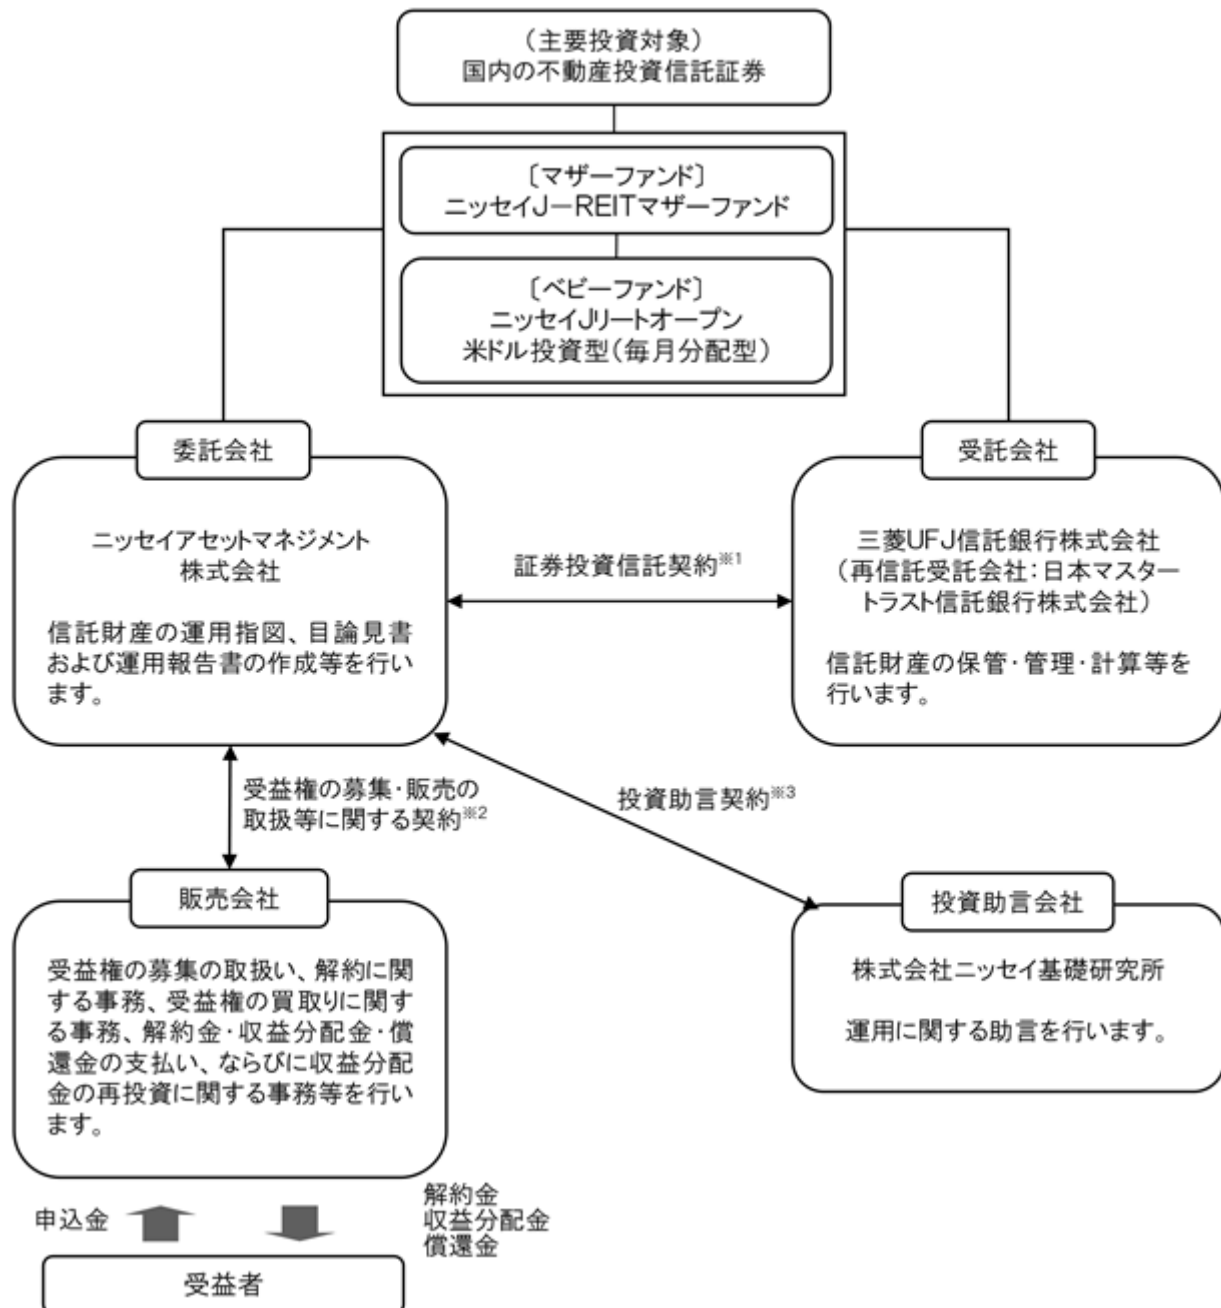 （主要投資対象）
国内の不動産投資信託証券
〔マザーファンド〕
ニッセイJ－REITマザーファンド
〔ベビーファンド〕
ニッセイJリートオープン
米ドル投資型（毎月分配型）
委託会社
ニッセイアセットマネジメント
株式会社
信託財産の運用指図、目論見書
および運用報告書の作成等を行い
ます。
証券投資信託契約※1
受託会社
三菱UFJ信託銀行株式会社
（再信託受託会社：日本マスター
トラスト信託銀行株式会社）
信託財産の保管・管理・計算等を
行います。
受益権の募集・販売の
取扱等に関する契約※2
投資助言契約※3
販売会社
受益権の募集の取扱い、解約に関
する事務、受益権の買取りに関す
る事務、解約金・収益分配金・償
還金の支払い、ならびに収益分配
金の再投資に関する事務等を行い
ます。
投資助言会社
株式会社ニッセイ基礎研究所
運用に関する助言を行います。
申込金
解約金
収益分配金
償還金
受益者